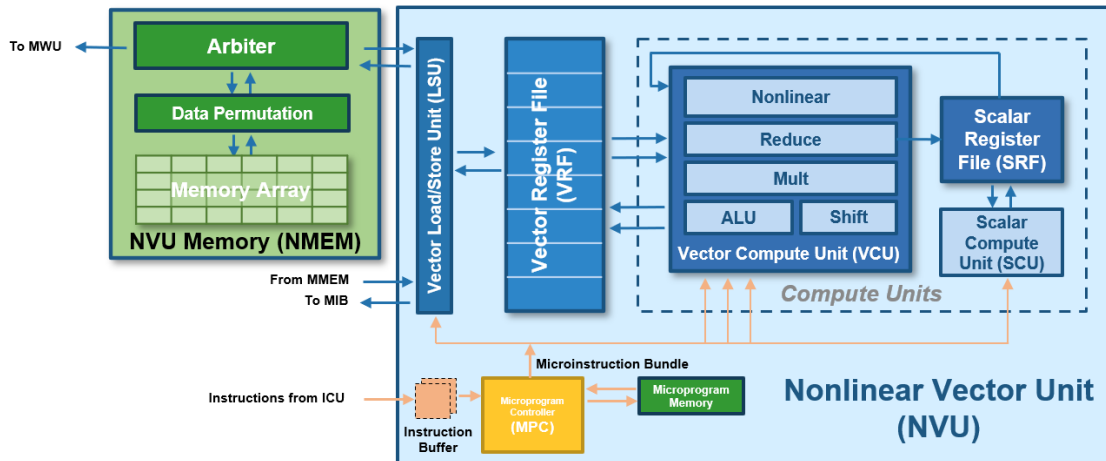 To MWU
Arbiter
Data Permutation
Memory Array
NVU Memory (NMEM)
From MMEM
To MIB
Vector Load/Store Unit (LSU)
Vector Register File
(VRF)
Nonlinear
Reduce
Mult
ALU
Shift
Vector Compute Unit (VCU)
Scalar
Register
File (SRF)
Scalar
Compute
Unit (SCU)
Compute Units
Microinstruction Bundle
Instructions from ICU
Instruction
Buffer
Microprogram
Controller
(MPC)
Microprogram
Memory
Nonlinear Vector Unit
(NVU)